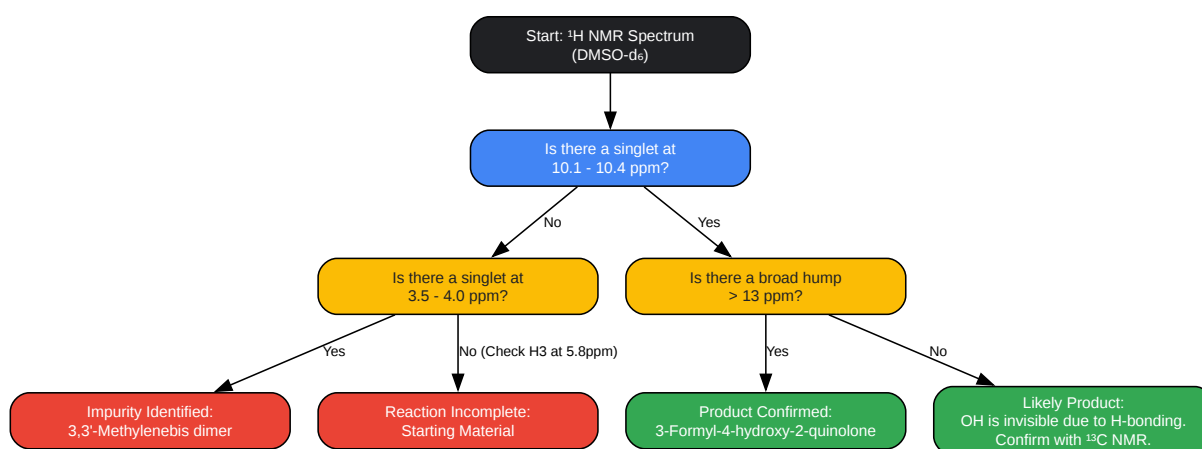 Start: ¹H NMR Spectrum
(DMSO-d₆)
Is there a singlet at
10.1 - 10.4 ppm?
No
Yes
Is there a singlet at
3.5 - 4.0 ppm?
Is there a broad hump
> 13 ppm?
Yes
No (Check H3 at 5.8ppm)
Yes
No
Impurity Identified:
3,3'-Methylenebis dimer
Reaction Incomplete:
Starting Material
Product Confirmed:
3-Formyl-4-hydroxy-2-quinolone
Likely Product:
OH is invisible due to H-bonding.
Confirm with ¹³C NMR.